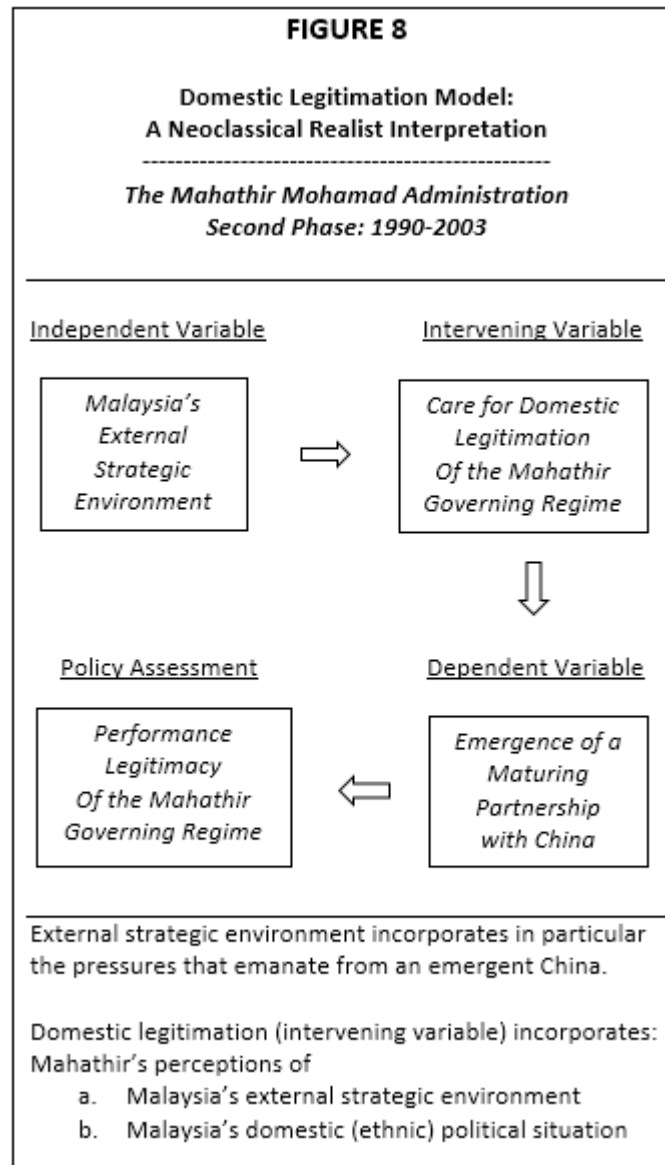 FIGURE 8
Domestic Legitimation Model:
A Neoclassical Realist Interpretation
--------------------------------------------------
The Mahathir Mohamad Administration
Second Phase: 1990-2003
Independent Variable
Malaysia's
External
Strategic
Environment
Intervening Variable
Care for Domestic
Legitimation
Of the Mahathir
Governing Regime
Dependent Variable
Emergence of a
Maturing
Partnership
with China
Policy Assessment
Performance
Legitimacy
Of the Mahathir
Governing Regime
External strategic environment incorporates in particular
the pressures that emanate from an emergent China.
Domestic legitimation (intervening variable) incorporates:
Mahathir's perceptions of
a. Malaysia's external strategic environment
b. Malaysia's domestic (ethnic) political situation